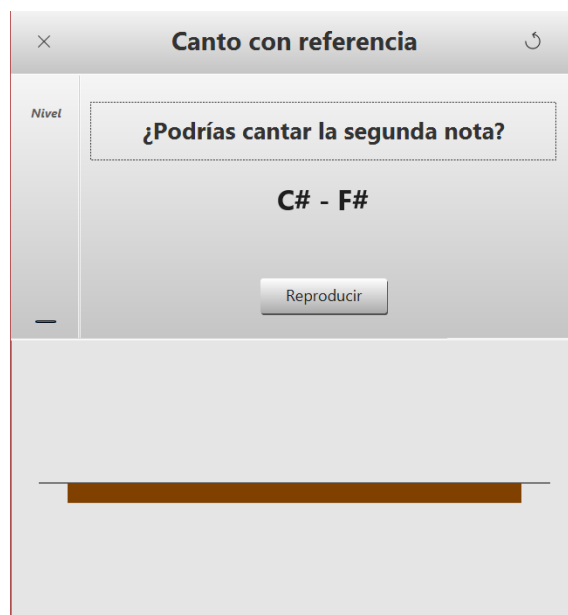 Canto con referencia
Nivel
¿Podrías cantar la segunda nota?
C# - F#
Reproducir